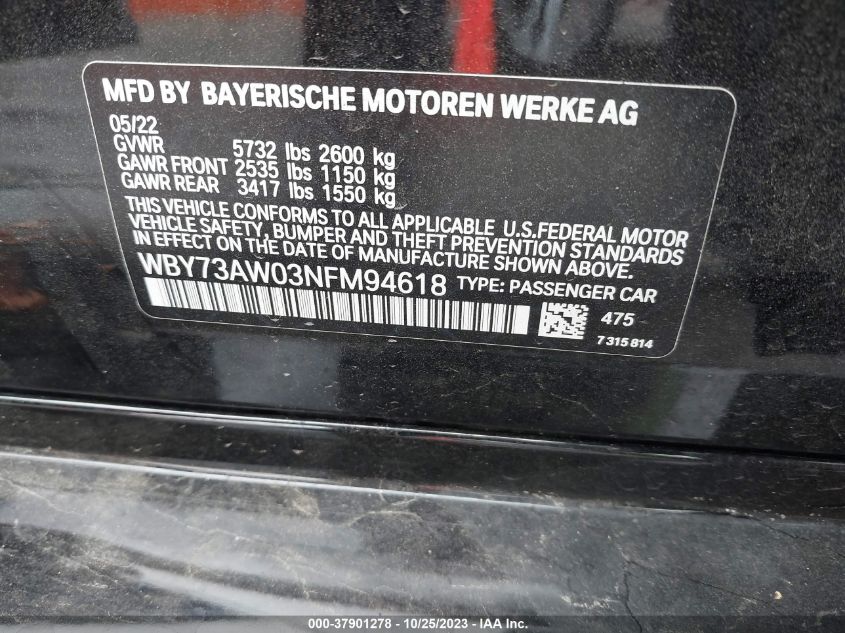 MFD BY BAYERISCHE MOTOREN WERKE AG
05/22
GVWR 5732 lbs 2600 kg
GAWR FRONT 2535 lbs 1150 kg
GAWR REAR 3417 lbs 1550 kg
THIS VEHICLE CONFORMS TO ALL APPLICABLE U.S.FEDERAL MOTOR
VEHICLE SAFETY, BUMPER AND THEFT PREVENTION STANDARDS
IN EFFECT ON THE DATE OF MANUFACTURE SHOWN ABOVE.
WBY73AW03NFM94618 TYPE: PASSENGER CAR
475
7 315 814
000-37901278 - 10/25/2023 - IAA Inc.